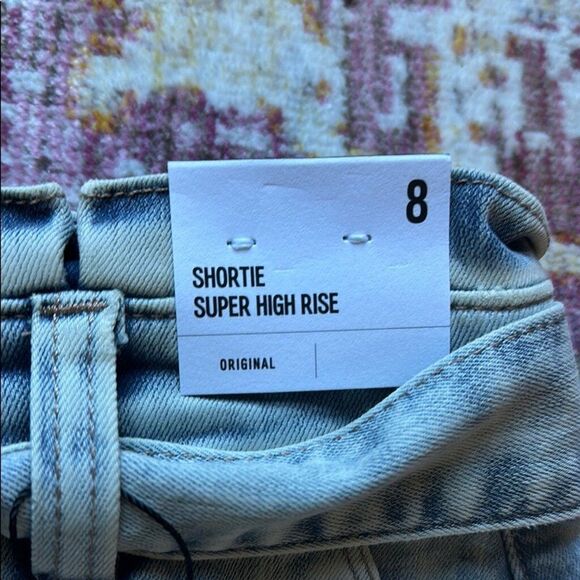 8
SHORTIE
SUPER HIGH RISE
ORIGINAL